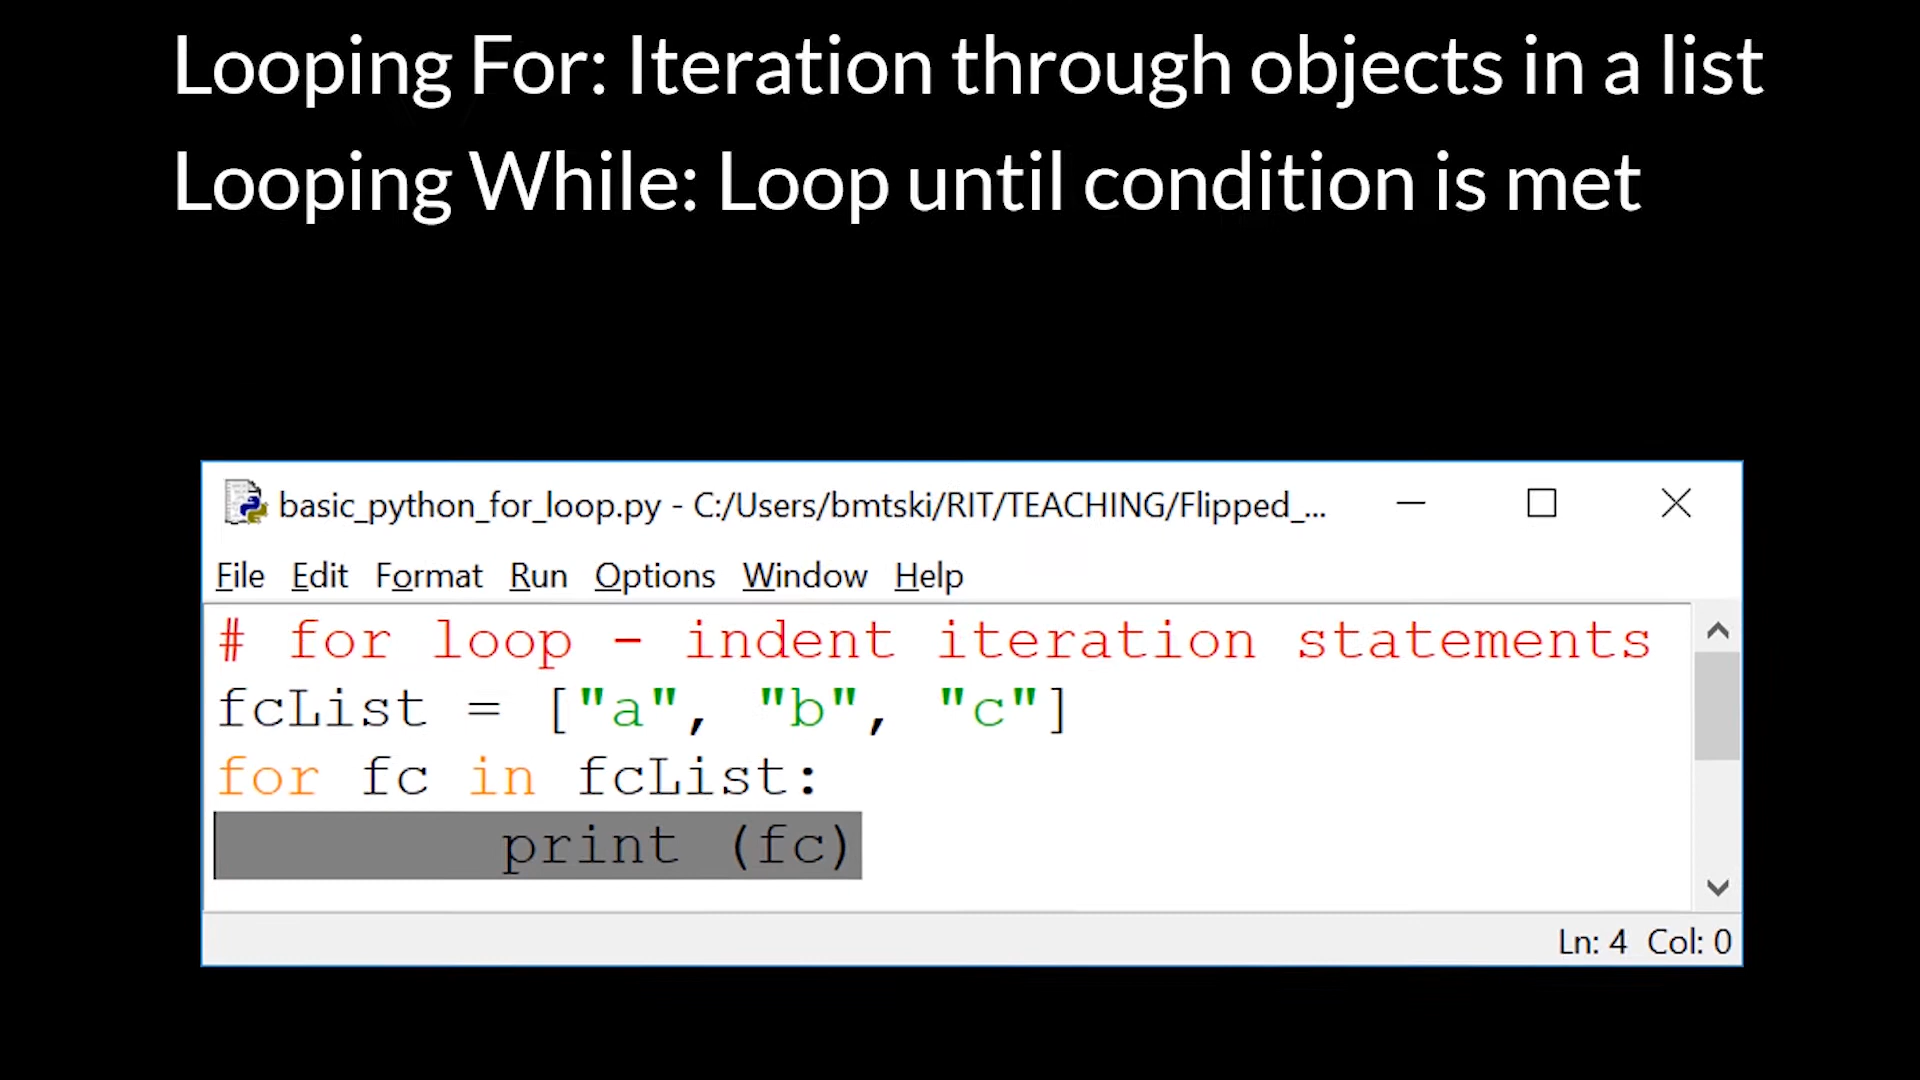 Looping For: Iteration through objects in a list
Looping While: Loop until condition is met
basic_python_for_loop.py - C:/Users/bmtski/RIT/TEACHING/Flipped_...
File Edit Format Run Options Window Help
# for loop - indent iteration statements
fcList = ["a", "b", "c"]
for fc in fcList:
        print (fc)
Ln: 4 Col: 0